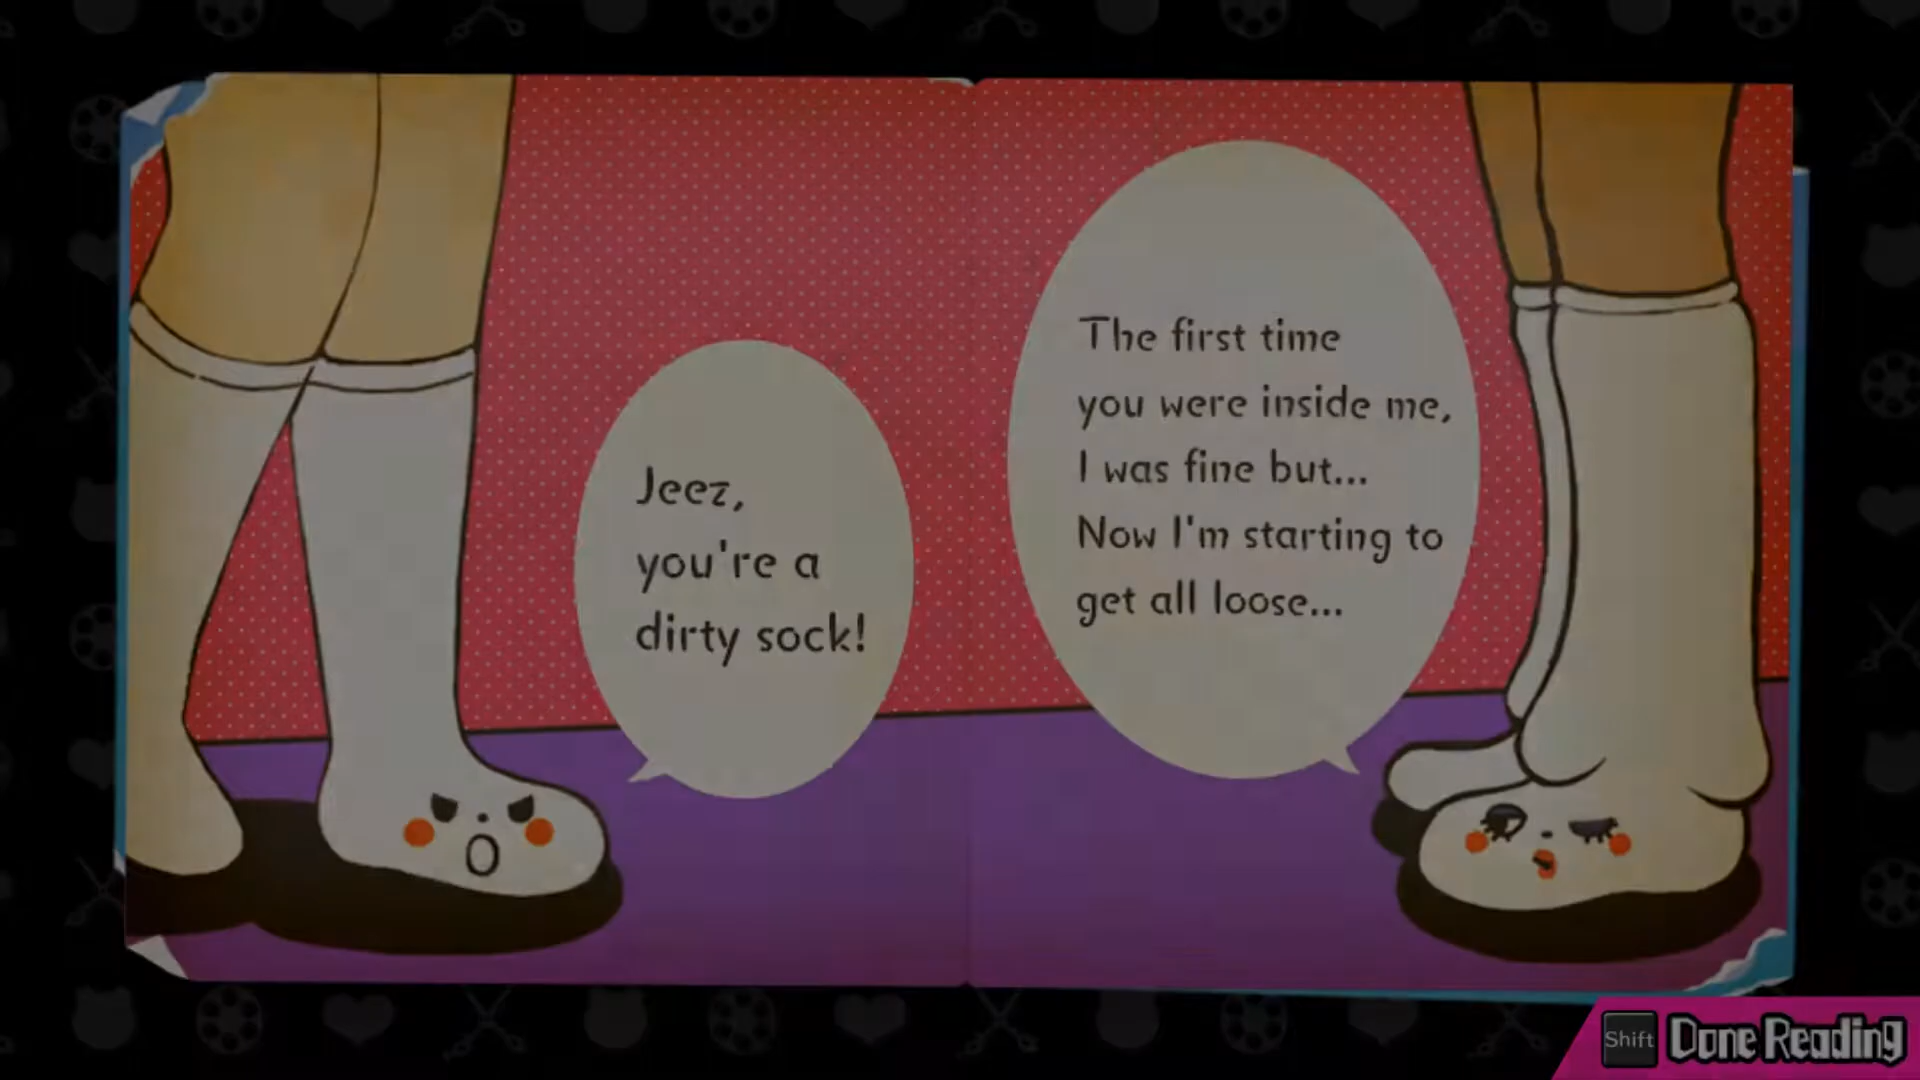 Jeez,
you're a
dirty sock!
The first time
you were inside me,
I was fine but...
Now I'm starting to
get all loose...
Shift
Done Reading